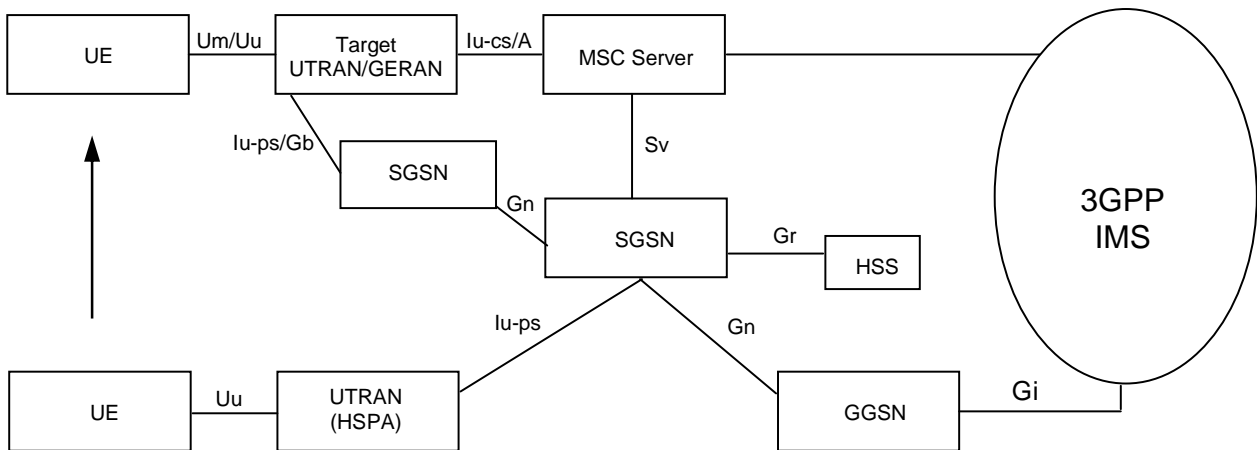 UE
Um/Uu
Target
UTRAN/GERAN
Iu-cs/A
MSC Server
Iu-ps/Gb
SGSN
Sv
Gn
SGSN
Gr
HSS
3GPP
IMS
Iu-ps
Gn
UE
Uu
UTRAN
(HSPA)
GGSN
Gi